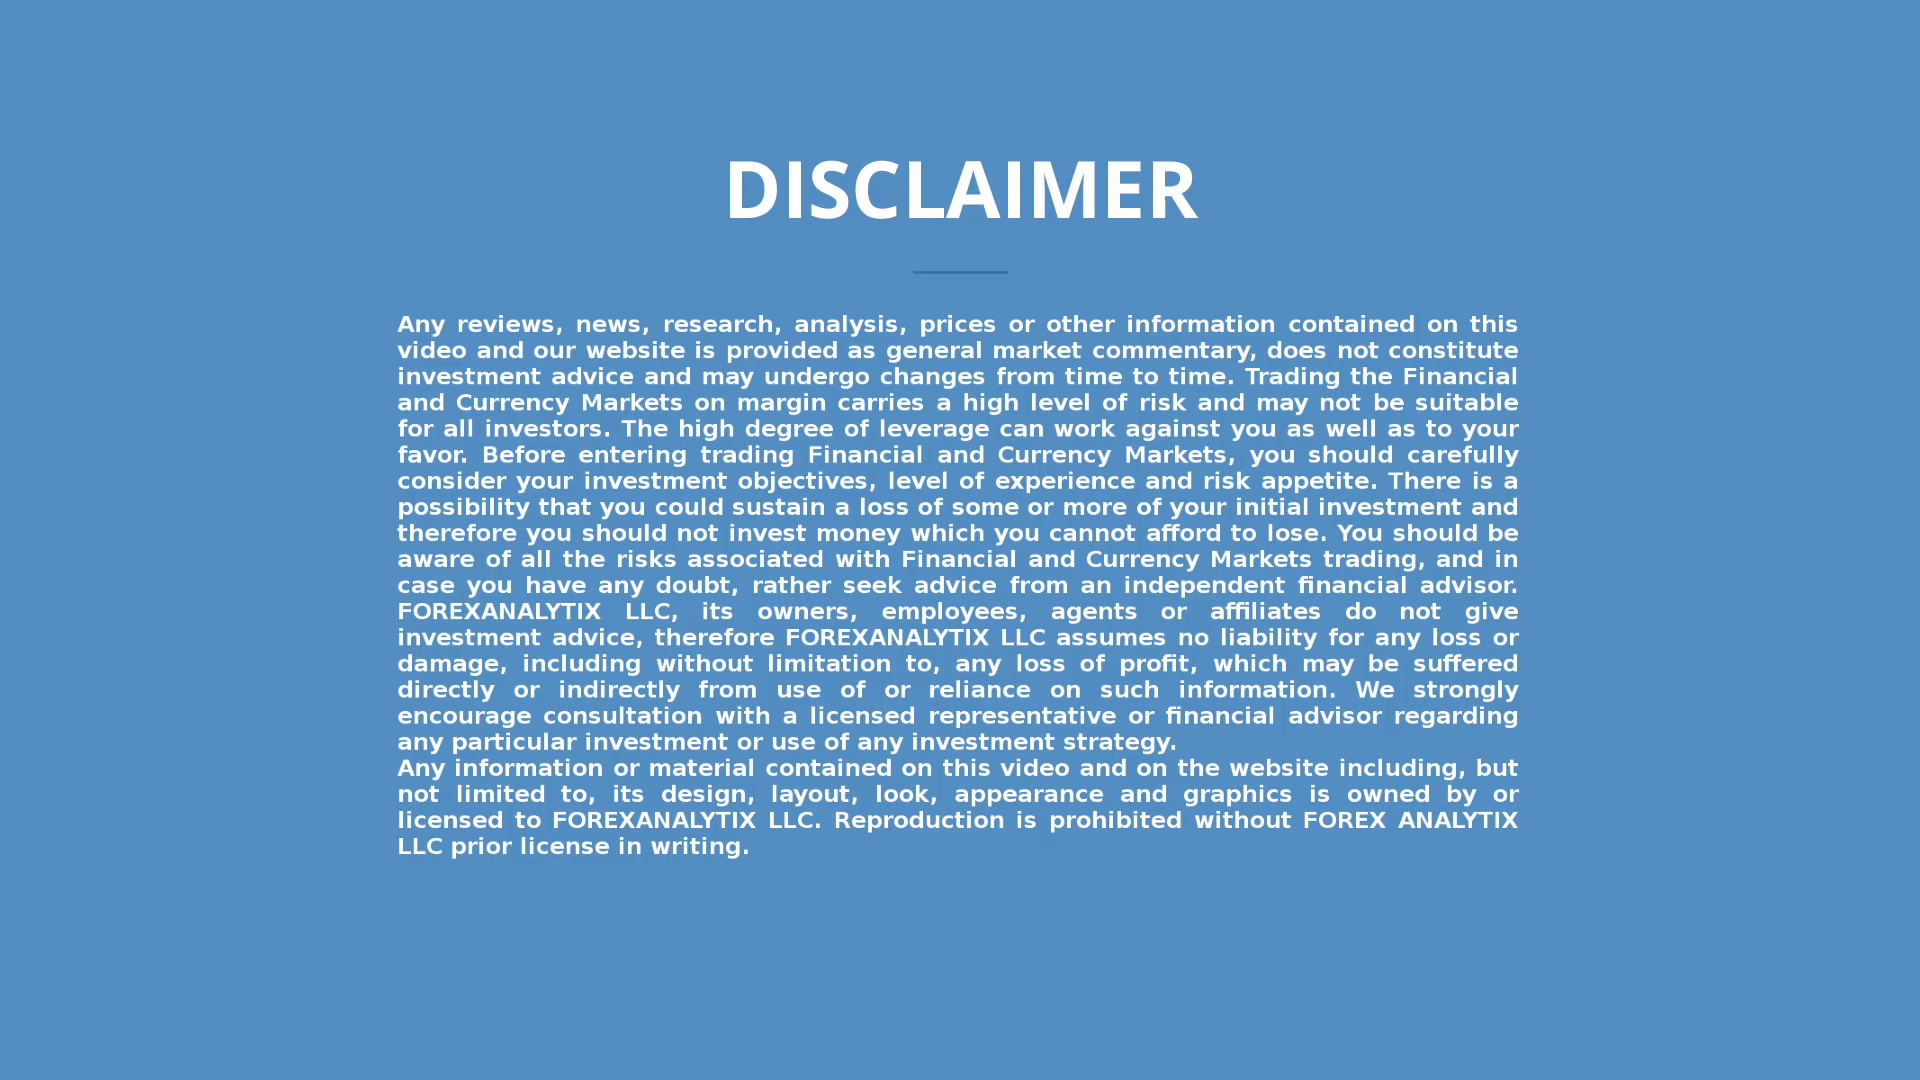 DISCLAIMER
Any reviews, news, research, analysis, prices or other information contained on this
video and our website is provided as general market commentary, does not constitute
investment advice and may undergo changes from time to time. Trading the Financial
and Currency Markets on margin carries a high level of risk and may not be suitable
for all investors. The high degree of leverage can work against you as well as to your
favor. Before entering trading Financial and Currency Markets, you should carefully
consider your investment objectives, level of experience and risk appetite. There is a
possibility that you could sustain a loss of some or more of your initial investment and
therefore you should not invest money which you cannot afford to lose. You should be
aware of all the risks associated with Financial and Currency Markets trading, and in
case you have any doubt, rather seek advice from an independent financial advisor.
FOREXANALYTIX LLC, its owners, employees, agents or affiliates do not give
investment advice, therefore FOREXANALYTIX LLC assumes no liability for any loss or
damage, including without limitation to, any loss of profit, which may be suffered
directly or indirectly from use of or reliance on such information. We strongly
encourage consultation with a licensed representative or financial advisor regarding
any particular investment or use of any investment strategy.
Any information or material contained on this video and on the website including, but
not limited to, its design, layout, look, appearance and graphics is owned by or
licensed to FOREXANALYTIX LLC. Reproduction is prohibited without FOREX ANALYTIX
LLC prior license in writing.